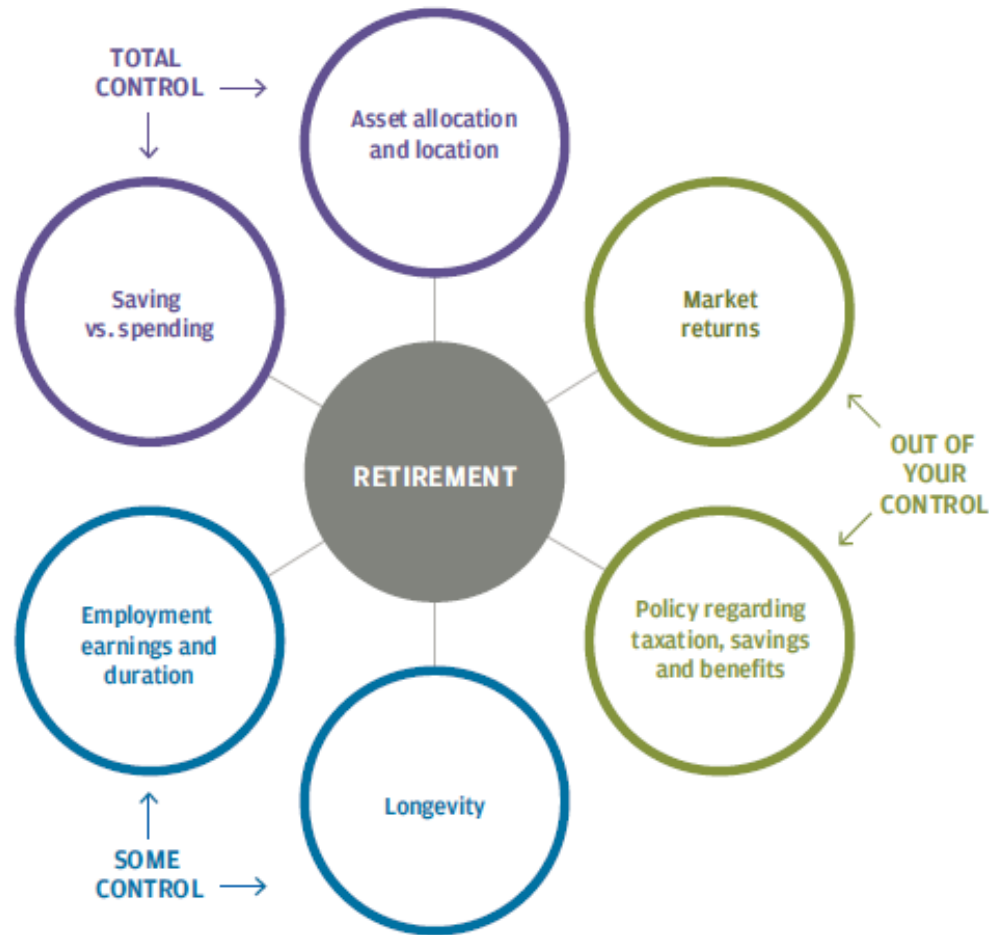 TOTAL
CONTROL
Asset allocation
and location
Saving
vs. spending
Market
returns
OUT OF
YOUR
CONTROL
RETIREMENT
Employment
earnings and
duration
Policy regarding
taxation, savings
and benefits
Longevity
SOME
CONTROL